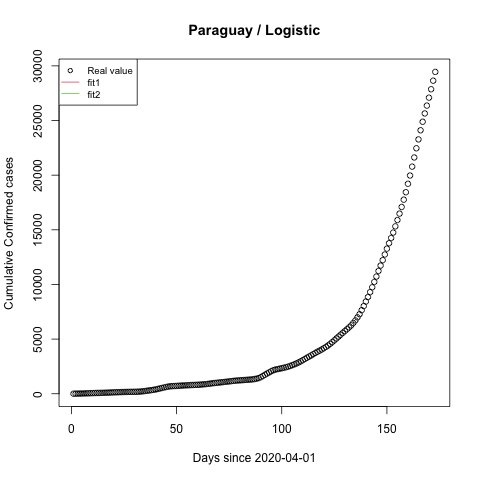 Paraguay / Logistic
Real value
fit1
fit2
Cumulative Confirmed cases
30000
25000
20000
15000
10000
5000
0
0 50 100 150
Days since 2020-04-01